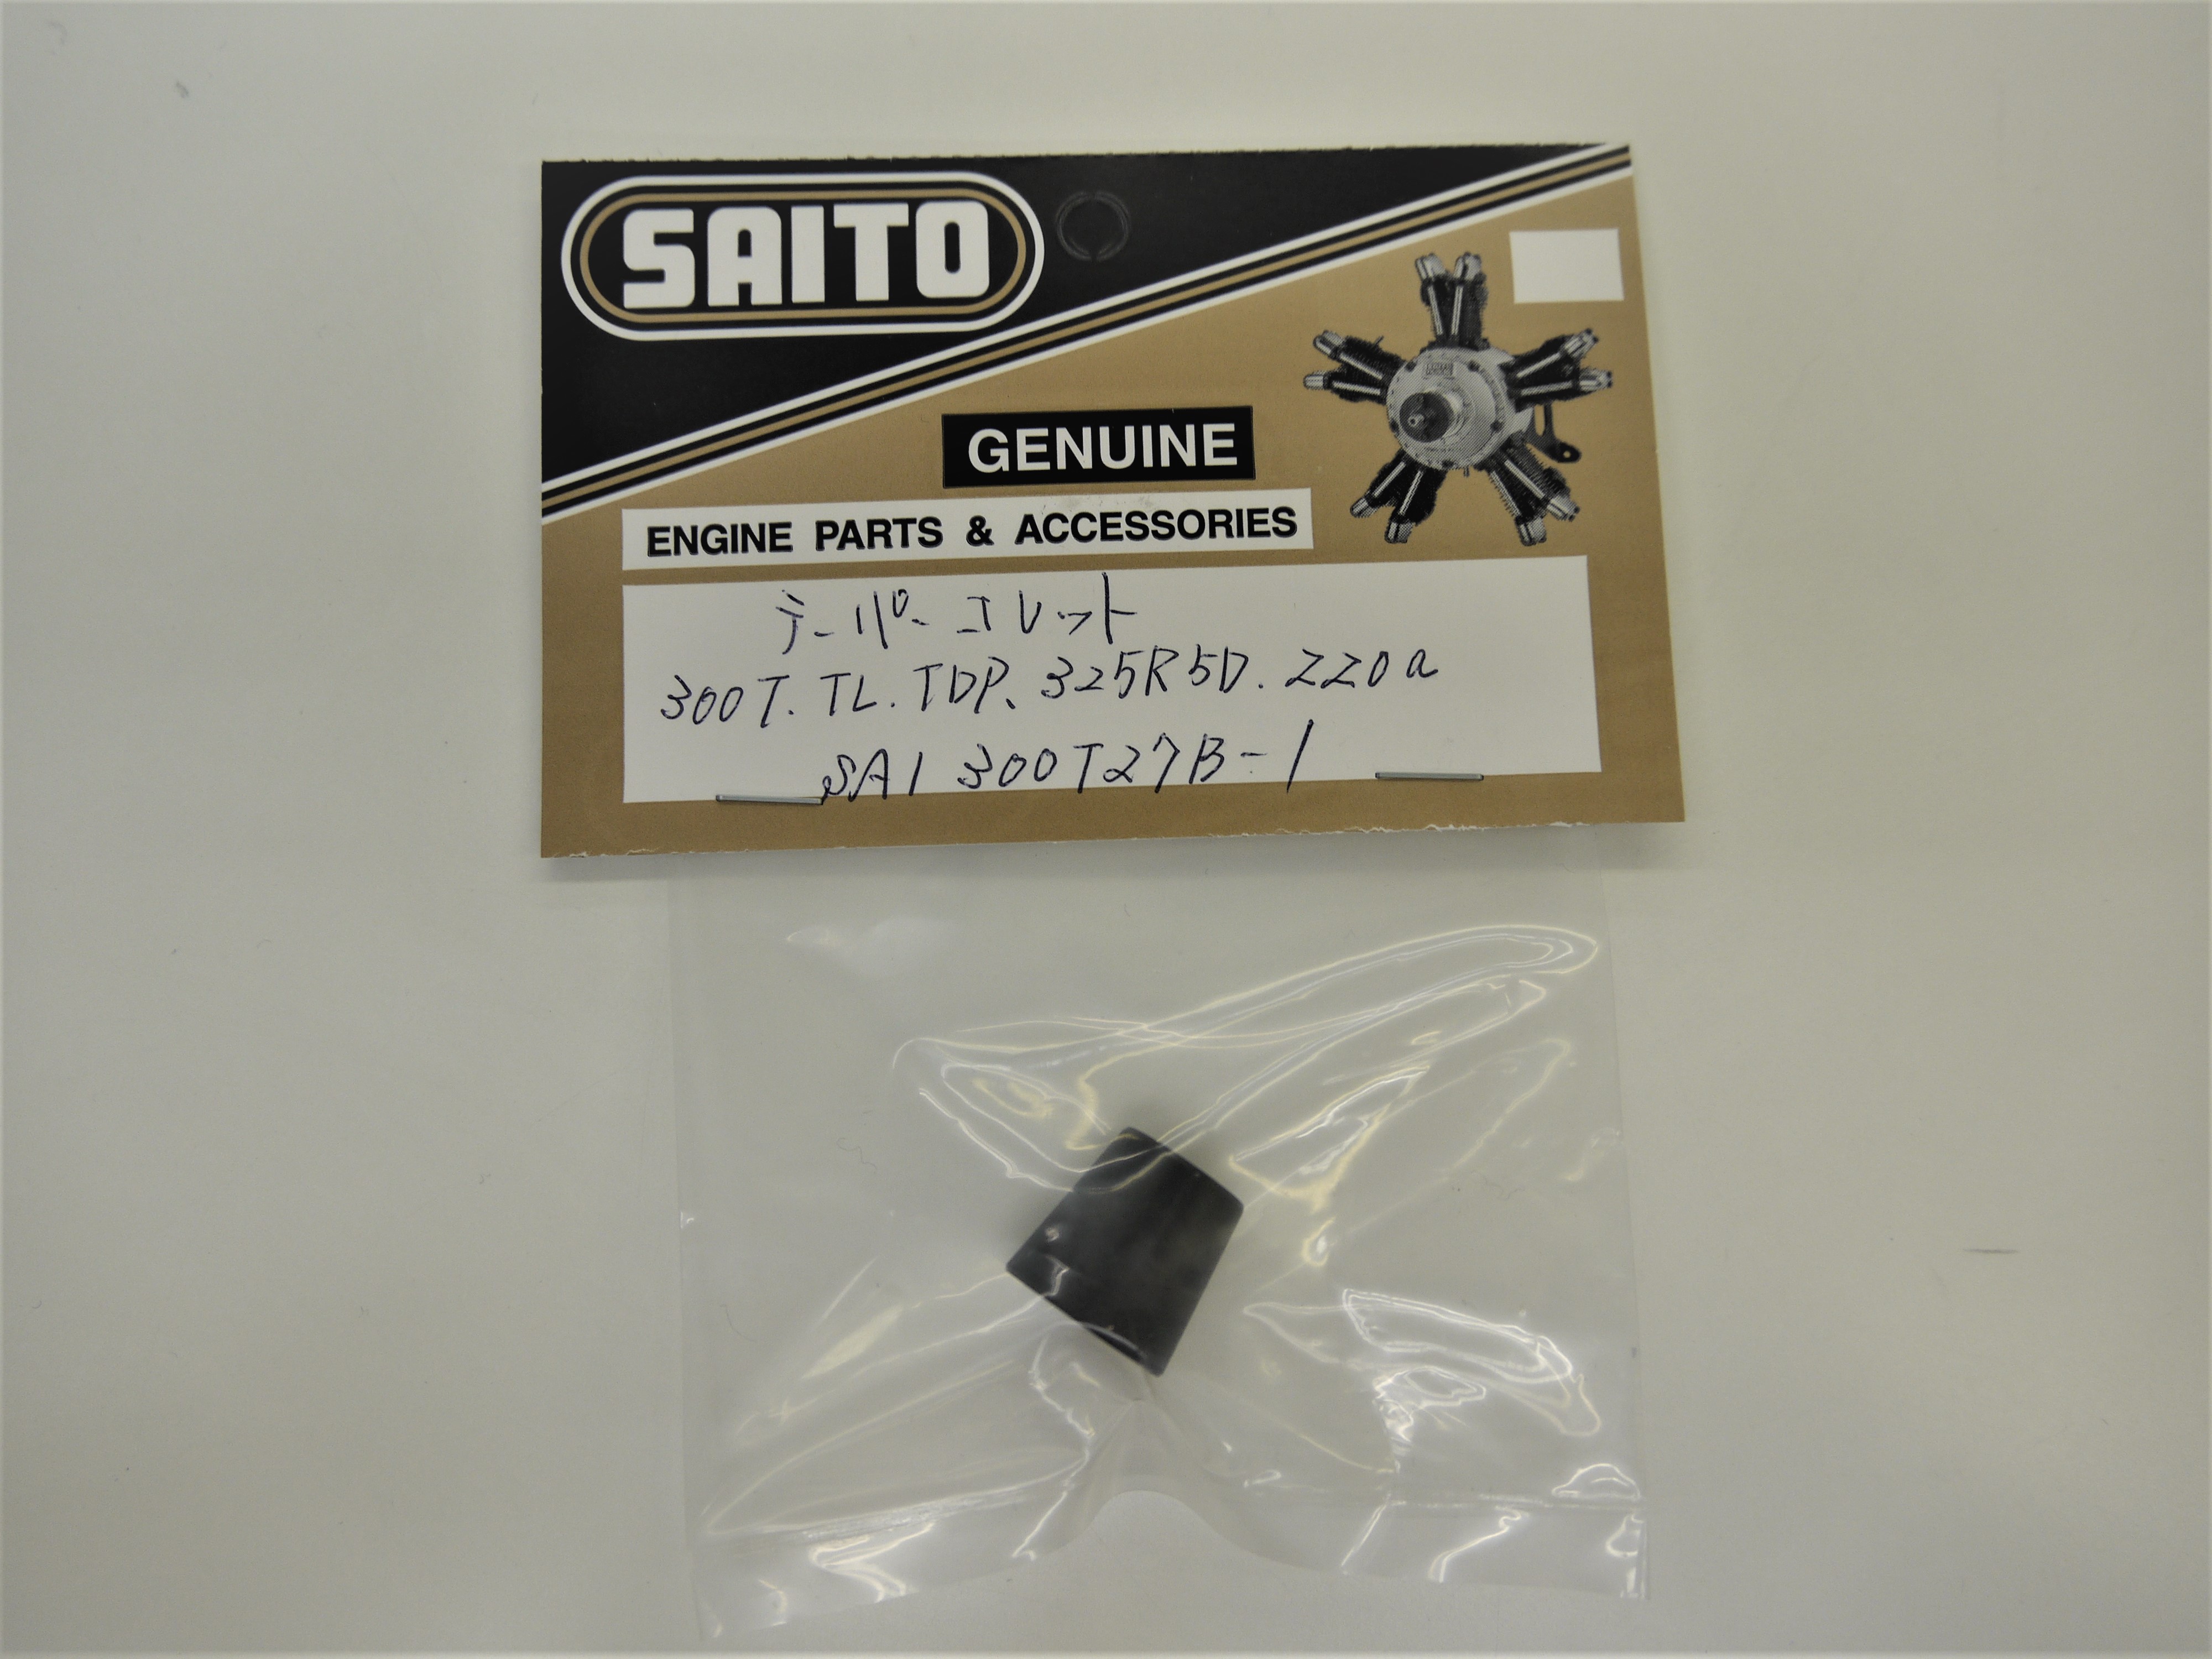 SAITO
GENUINE
ENGINE PARTS & ACCESSORIES
テーパーコレット
300T. TL. TDP、325R5D. 220a
SAI 300T27B-1